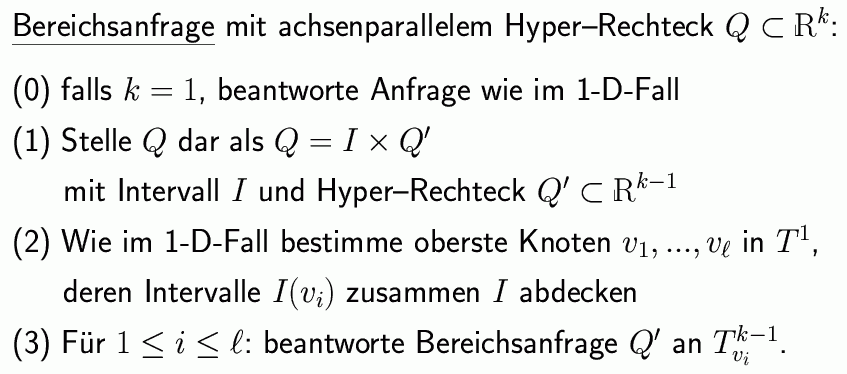 Bereichsanfrage mit achsenparallelem Hyper–Rechteck $Q \subset \mathbb{R}^k$:
(0) falls $k = 1$, beantworte Anfrage wie im 1-D-Fall
(1) Stelle $Q$ dar als $Q = I \times Q'$
mit Intervall $I$ und Hyper–Rechteck $Q' \subset \mathbb{R}^{k-1}$
(2) Wie im 1-D-Fall bestimme oberste Knoten $v_1, ..., v_\ell$ in $T^1$,
deren Intervalle $I(v_i)$ zusammen $I$ abdecken
(3) Für $1 \leq i \leq \ell$: beantworte Bereichsanfrage $Q'$ an $T_{v_i}^{k-1}$.